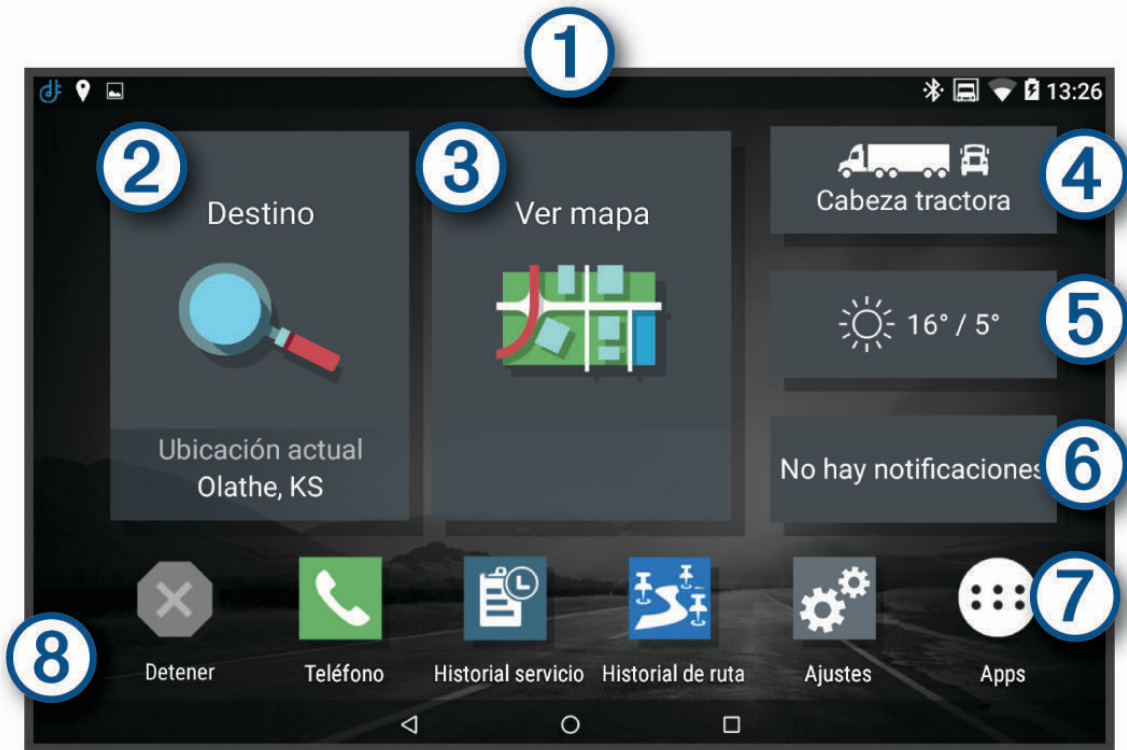 1
13:26
2
Destino
Ubicación actual
Olathe, KS
3
Ver mapa
4
Cabeza tractora
5
16° / 5°
6
No hay notificaciones
7
8
Detener
Teléfono
Historial servicio
Historial de ruta
Ajustes
Apps